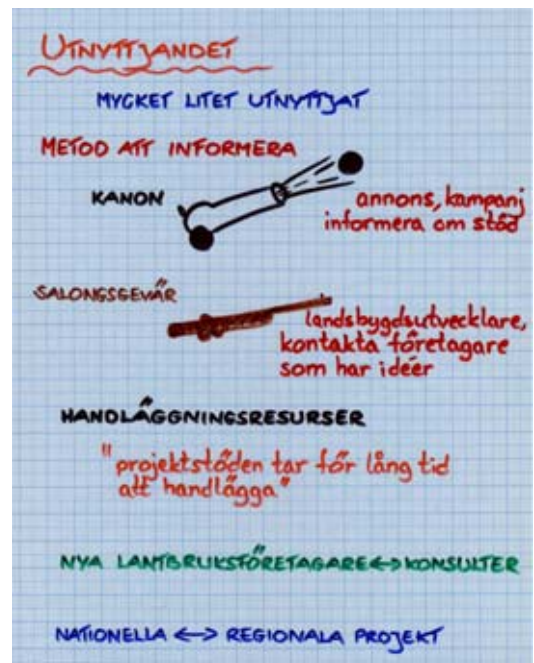 UTNYTTJANDET
MYCKET LITET UTNYTTJAT
METOD ATT INFORMERA
KANON
annons, kampanj
informera om stöd
SALONGSGEVÄR
landsbygdsutvecklare,
kontakta företagare
som har idéer
HANDLÄGGNINGSRESURSER
"projektstöden tar för lång tid
att handlägga"
NYA LANTBRUKSFÖRETAGARE <-> KONSULTER
NATIONELLA <-> REGIONALA PROJEKT